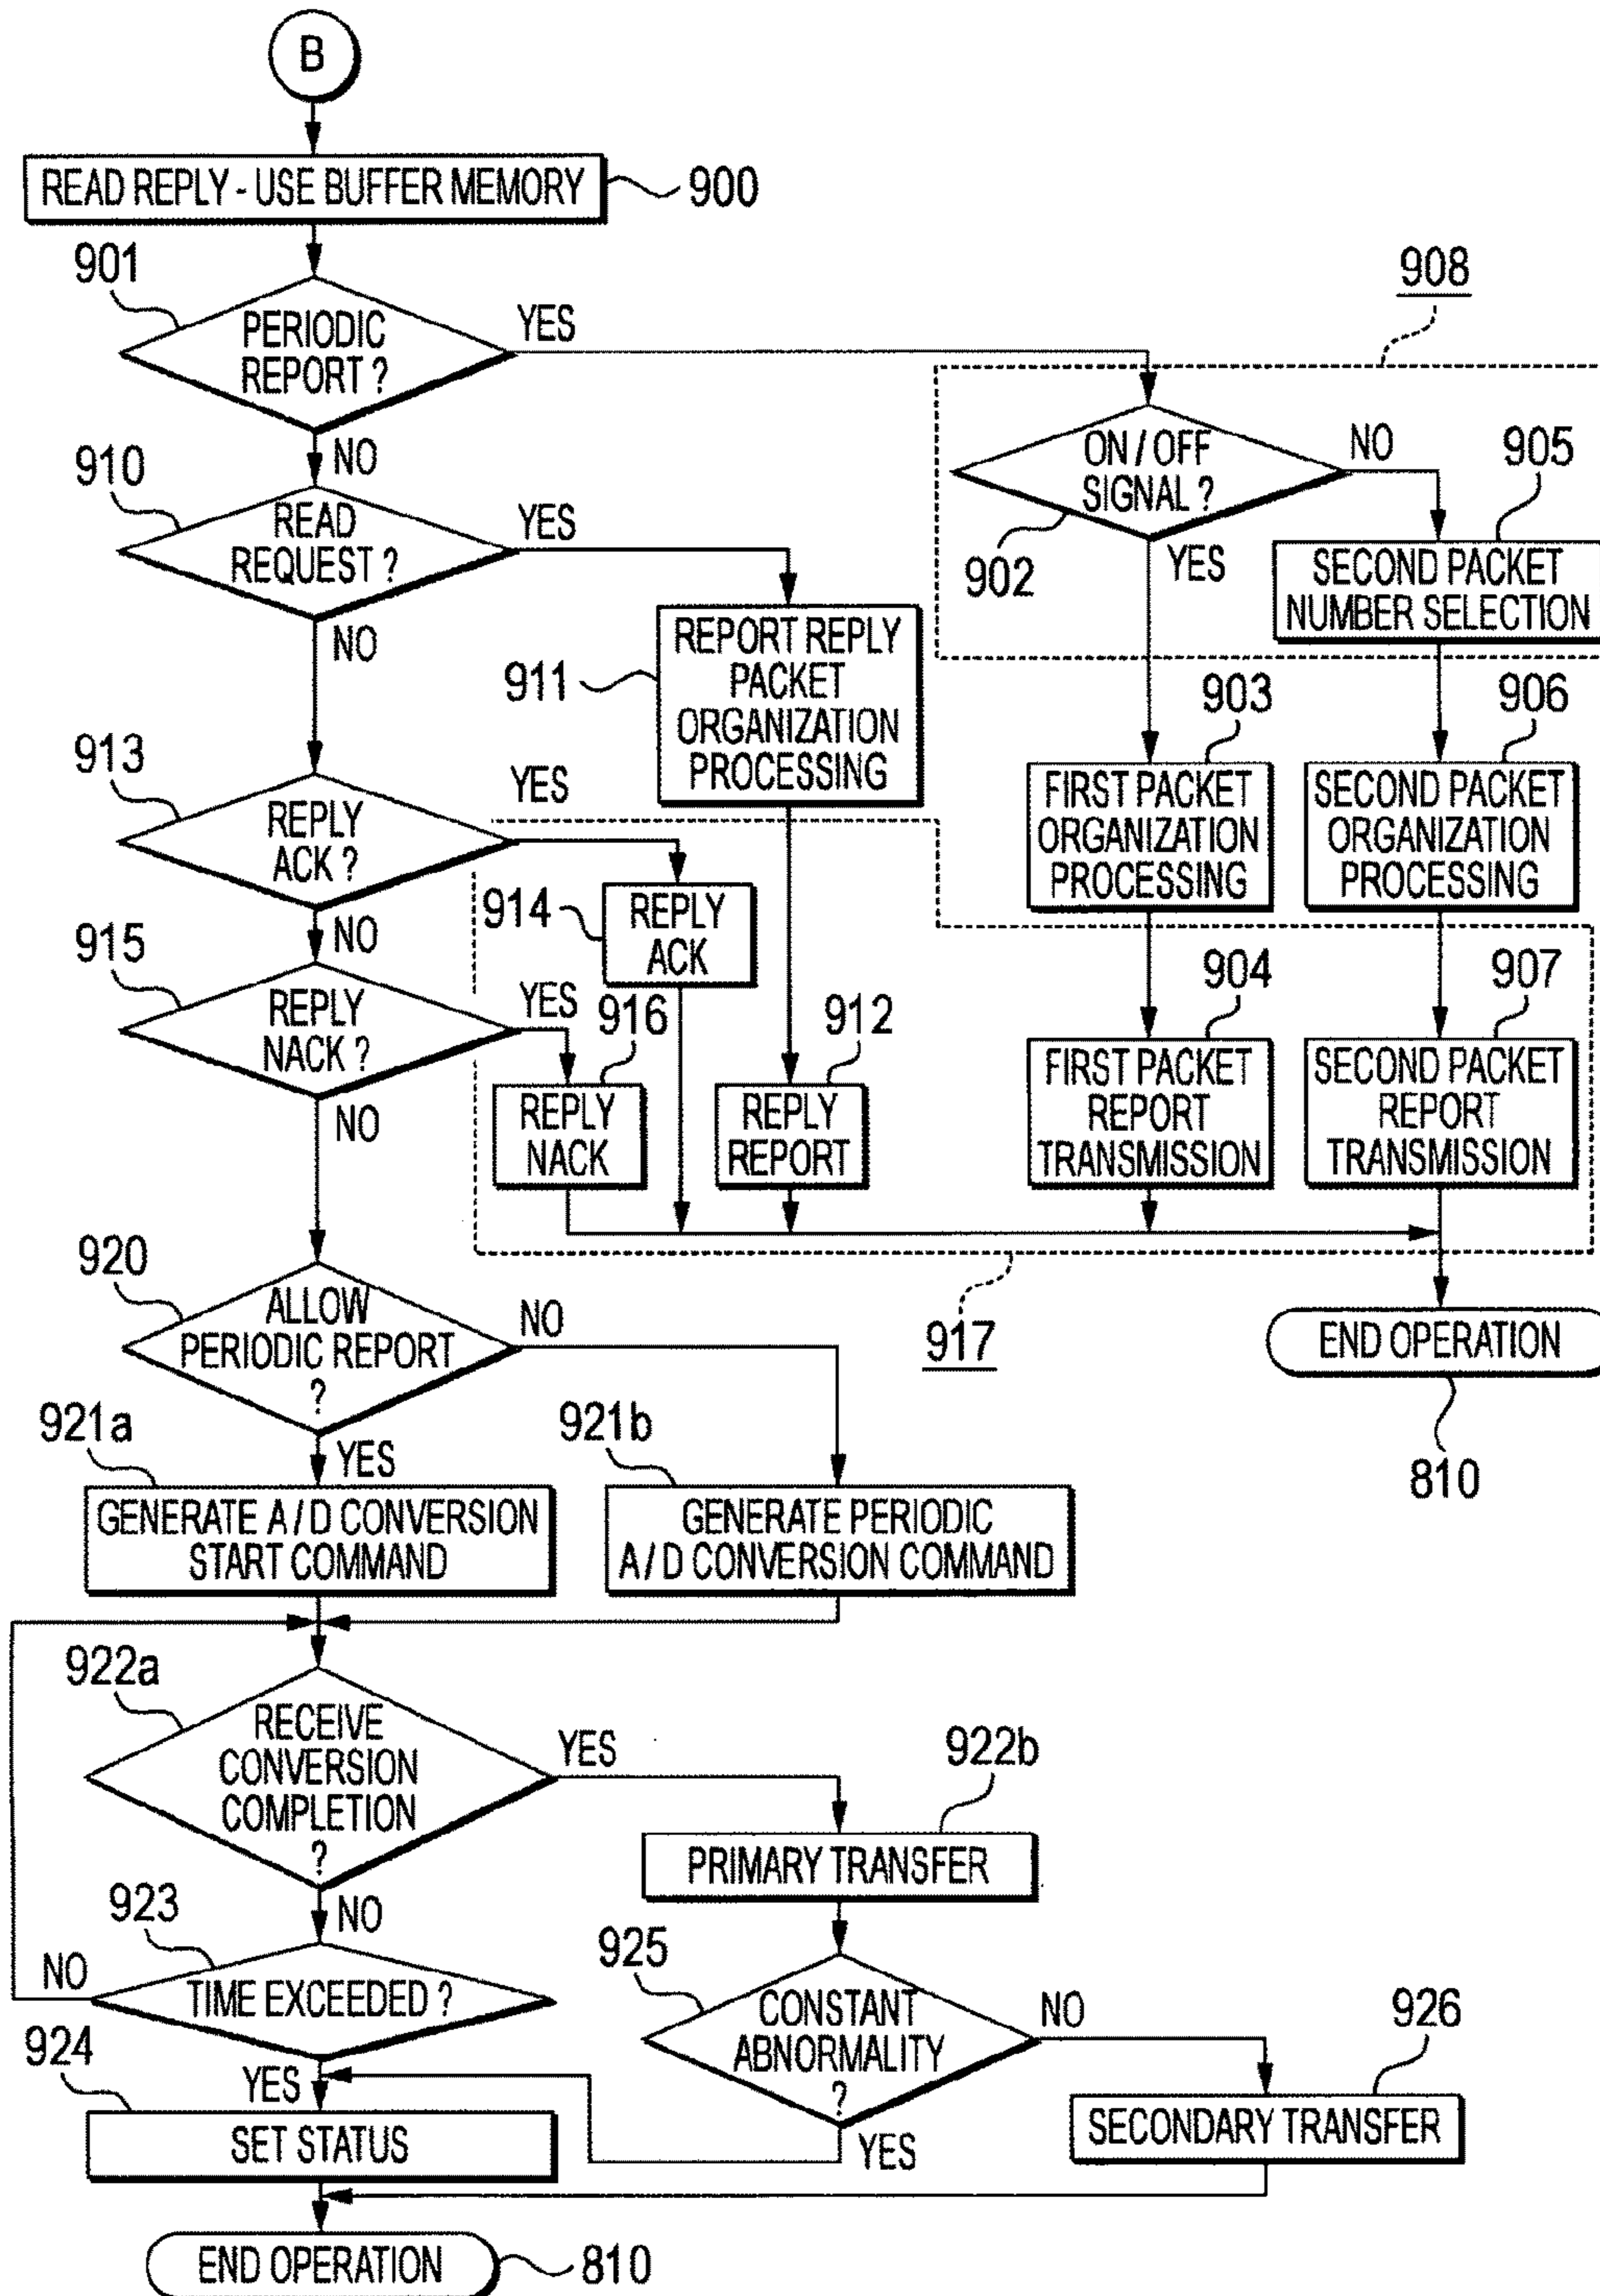 B
READ REPLY - USE BUFFER MEMORY
900
901
PERIODIC
REPORT ?
YES
NO
908
ON / OFF
SIGNAL ?
NO
YES
902
905
SECOND PACKET
NUMBER SELECTION
910
READ
REQUEST ?
YES
NO
911
REPORT REPLY
PACKET
ORGANIZATION
PROCESSING
903
FIRST PACKET
ORGANIZATION
PROCESSING
906
SECOND PACKET
ORGANIZATION
PROCESSING
913
REPLY
ACK ?
YES
NO
914
REPLY
ACK
915
REPLY
NACK ?
YES
NO
916
REPLY
NACK
912
REPLY
REPORT
904
FIRST PACKET
REPORT
TRANSMISSION
907
SECOND PACKET
REPORT
TRANSMISSION
917
END OPERATION
810
920
ALLOW
PERIODIC REPORT
?
NO
YES
921a
GENERATE A / D CONVERSION
START COMMAND
921b
GENERATE PERIODIC
A / D CONVERSION COMMAND
922a
RECEIVE
CONVERSION
COMPLETION
?
YES
NO
922b
PRIMARY TRANSFER
923
TIME EXCEEDED ?
NO
YES
925
CONSTANT
ABNORMALITY
?
NO
YES
926
SECONDARY TRANSFER
924
SET STATUS
END OPERATION
810